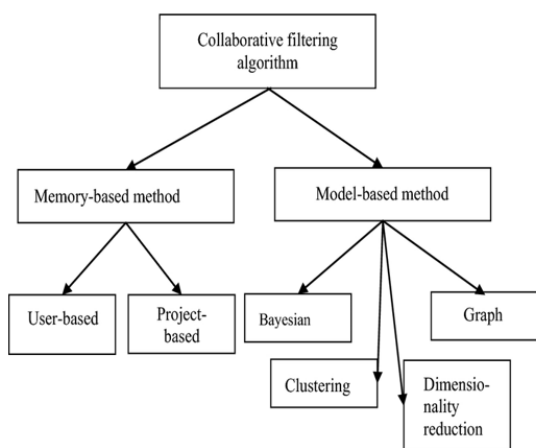 Collaborative filtering
algorithm
Memory-based method
Model-based method
User-based
Project-
based
Bayesian
Graph
Clustering
Dimensio-
nality
reduction